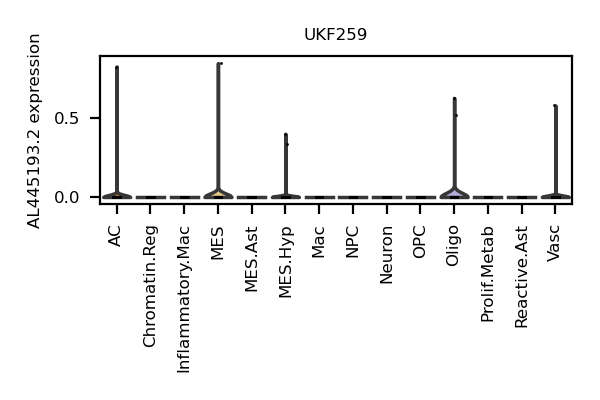 UKF259
AL445193.2 expression
0.5
0.0
AC
Chromatin.Reg
Inflammatory.Mac
MES
MES.Ast
MES.Hyp
Mac
NPC
Neuron
OPC
Oligo
Prolif.Metab
Reactive.Ast
Vasc